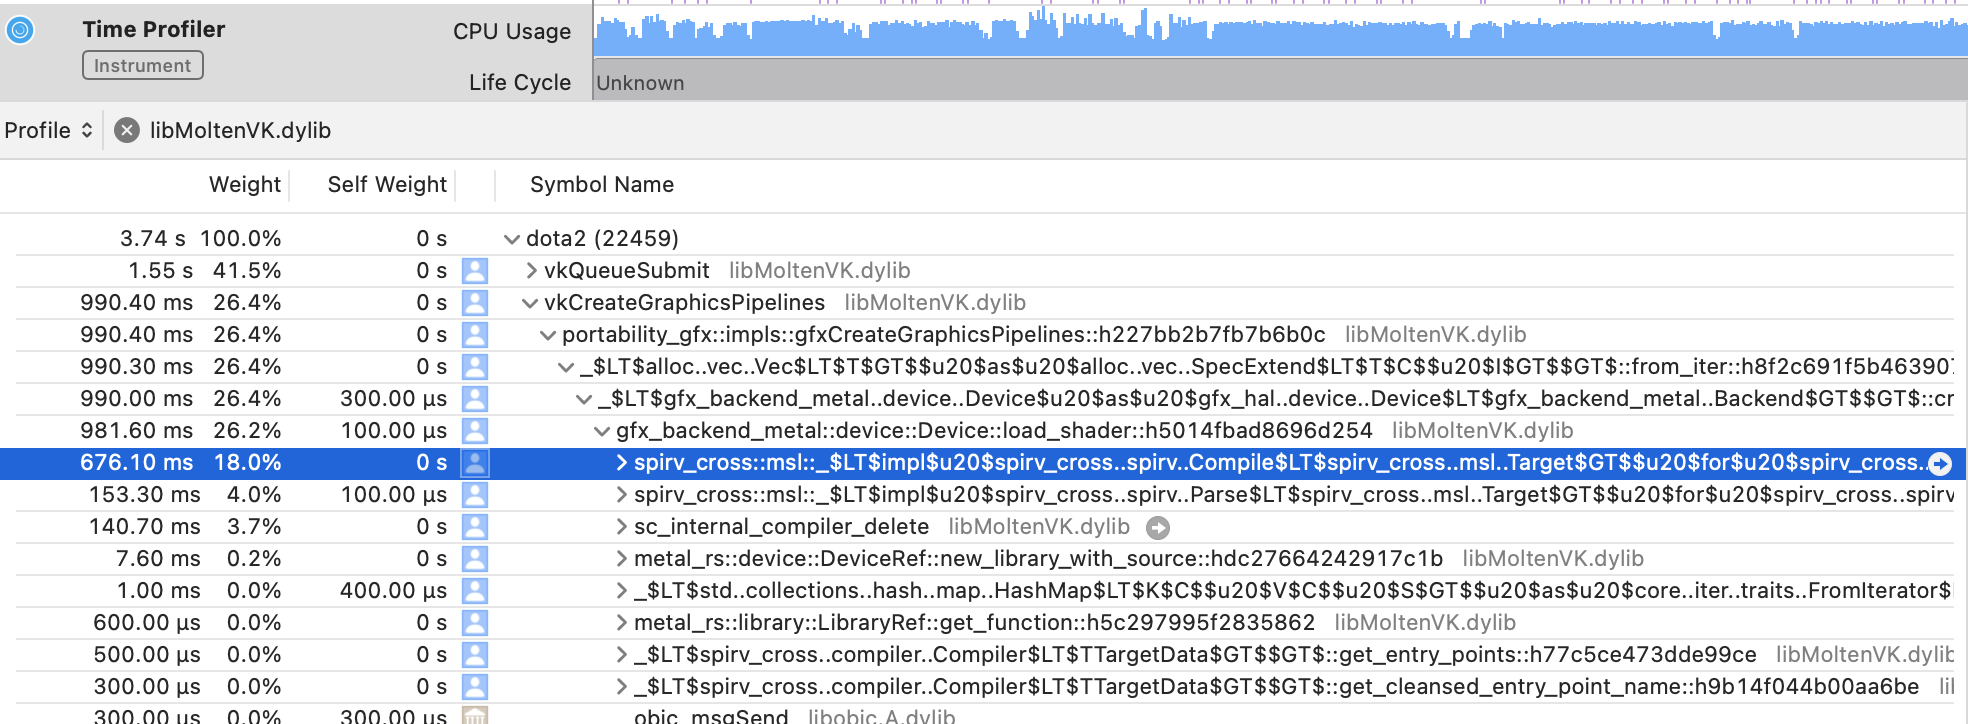 Time Profiler
CPU Usage
Instrument
Life Cycle
Unknown
Profile libMoltenVK.dylib
Weight Self Weight Symbol Name
3.74 s 100.0% 0 s dota2 (22459)
1.55 s 41.5% 0 s vkQueueSubmit libMoltenVK.dylib
990.40 ms 26.4% 0 s vkCreateGraphicsPipelines libMoltenVK.dylib
990.40 ms 26.4% 0 s portability_gfx::impls::gfxCreateGraphicsPipelines::h227bb2b7fb7b6b0c libMoltenVK.dylib
990.30 ms 26.4% 0 s _$LT$alloc..vec..Vec$LT$T$GT$$u20$as$u20$alloc..vec..SpecExtend$LT$T$C$$u20$I$GT$$GT$::from_iter::h8f2c691f5b463907
990.00 ms 26.4% 300.00 µs _$LT$gfx_backend_metal..device..Device$u20$as$u20$gfx_hal..device..Device$LT$gfx_backend_metal..Backend$GT$$GT$::cr
981.60 ms 26.2% 100.00 µs gfx_backend_metal::device::Device::load_shader::h5014fbad8696d254 libMoltenVK.dylib
676.10 ms 18.0% 0 s spirv_cross::msl::_$LT$impl$u20$spirv_cross..spirv..Compile$LT$spirv_cross..msl..Target$GT$$u20$for$u20$spirv_cross..
153.30 ms 4.0% 100.00 µs spirv_cross::msl::_$LT$impl$u20$spirv_cross..spirv..Parse$LT$spirv_cross..msl..Target$GT$$u20$for$u20$spirv_cross..spirv
140.70 ms 3.7% 0 s sc_internal_compiler_delete libMoltenVK.dylib
7.60 ms 0.2% 0 s metal_rs::device::DeviceRef::new_library_with_source::hdc27664242917c1b libMoltenVK.dylib
1.00 ms 0.0% 400.00 µs _$LT$std..collections..hash..map..HashMap$LT$K$C$$u20$V$C$$u20$S$GT$$u20$as$u20$core..iter..traits..FromIterator$
600.00 µs 0.0% 0 s metal_rs::library::LibraryRef::get_function::h5c297995f2835862 libMoltenVK.dylib
500.00 µs 0.0% 0 s _$LT$spirv_cross..compiler..Compiler$LT$TTargetData$GT$$GT$::get_entry_points::h77c5ce473dde99ce libMoltenVK.dylib
300.00 µs 0.0% 0 s _$LT$spirv_cross..compiler..Compiler$LT$TTargetData$GT$$GT$::get_cleansed_entry_point_name::h9b14f044b00aa6be li
300.00 µs 0.0% 300.00 µs objc_msgSend libobjc.A.dylib